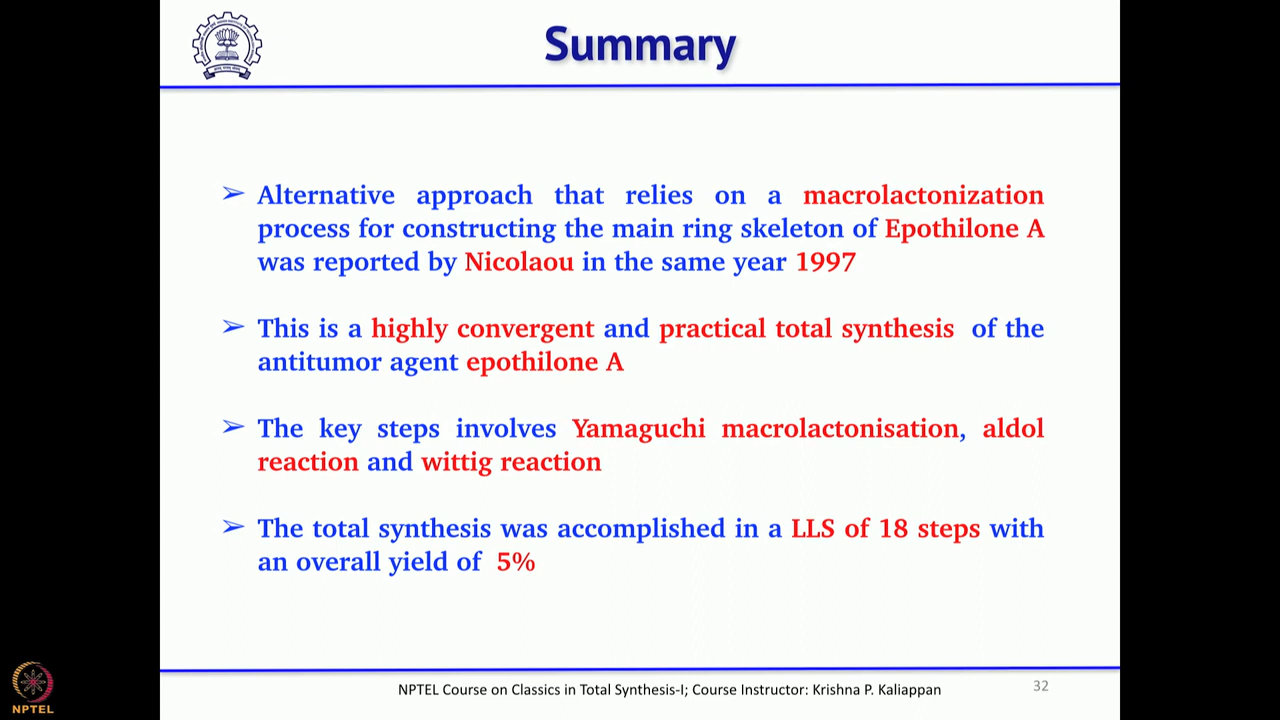 Summary
➢ Alternative approach that relies on a macrolactonization
process for constructing the main ring skeleton of Epothilone A
was reported by Nicolaou in the same year 1997
➢ This is a highly convergent and practical total synthesis of the
antitumor agent epothilone A
➢ The key steps involves Yamaguchi macrolactonisation, aldol
reaction and wittig reaction
➢ The total synthesis was accomplished in a LLS of 18 steps with
an overall yield of 5%
NPTEL Course on Classics in Total Synthesis-I; Course Instructor: Krishna P. Kaliappan
32
NPTEL